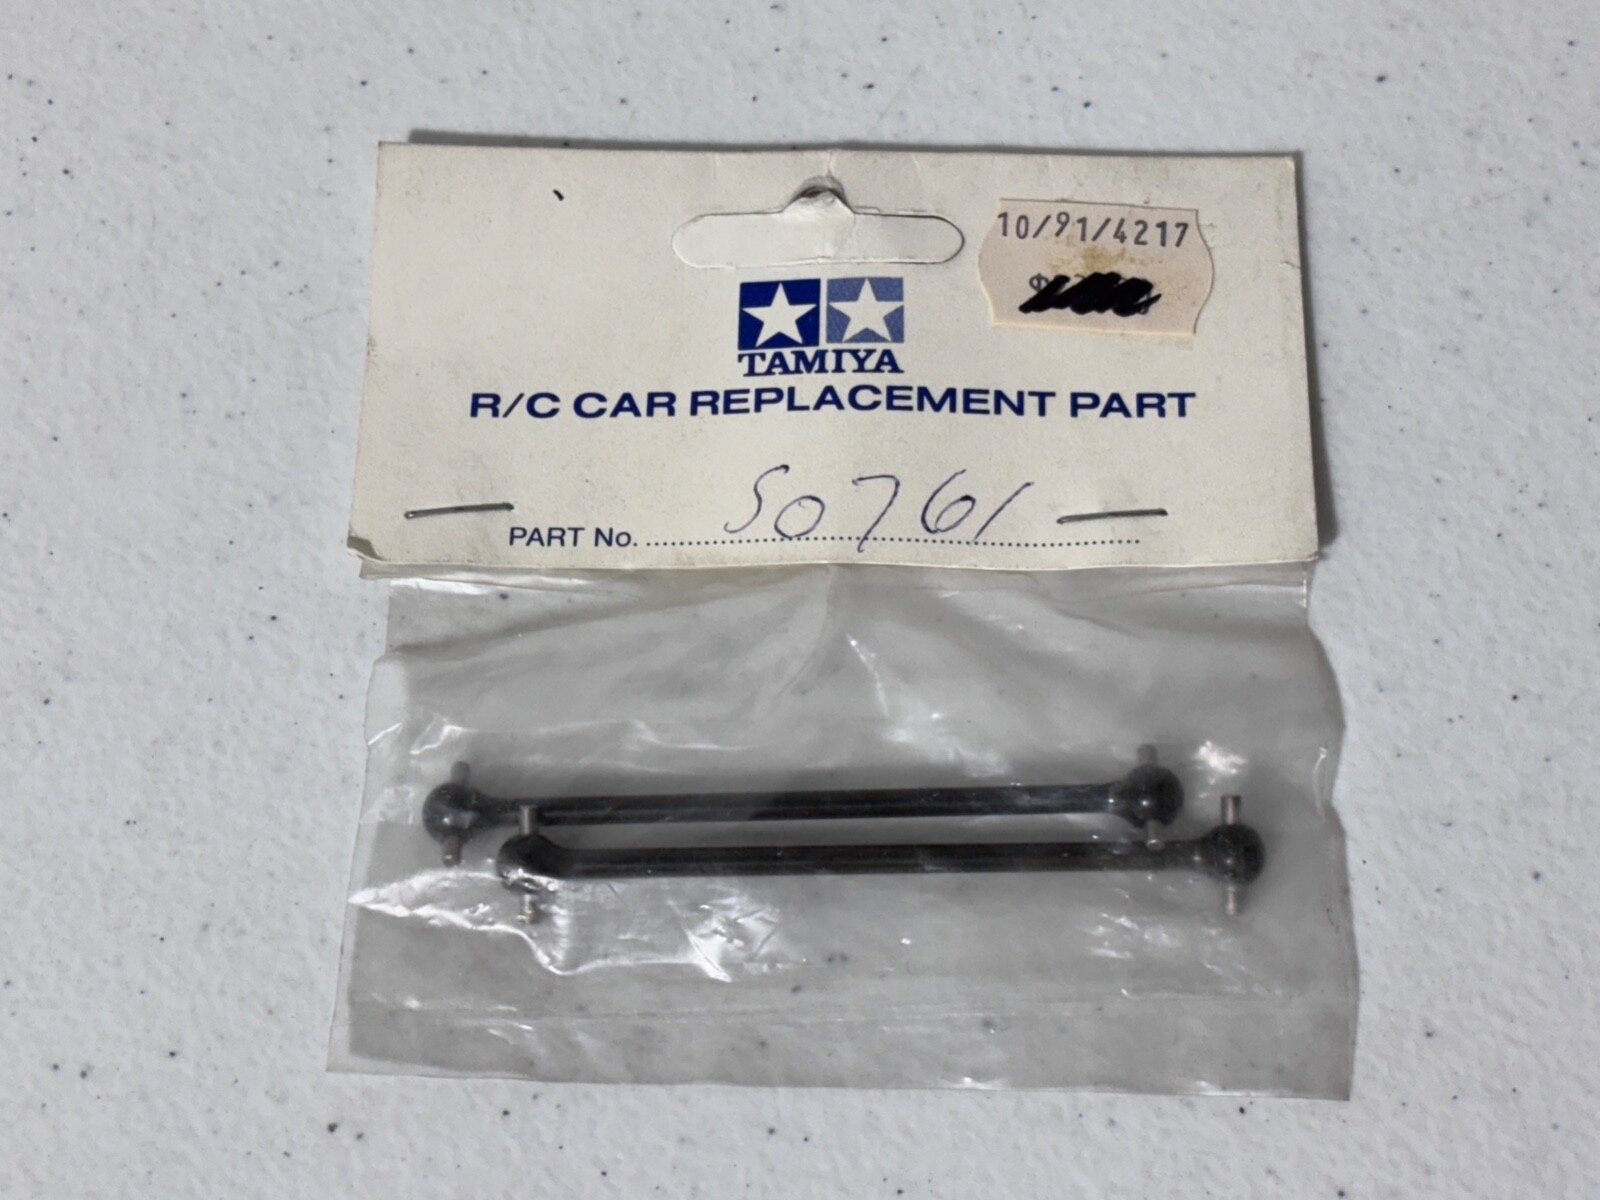 10/91/4217
TAMIYA
R/C CAR REPLACEMENT PART
PART No. 50761